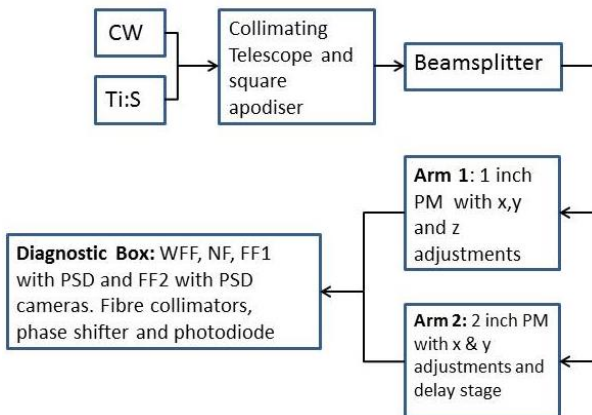 CW
Ti:S
Collimating
Telescope and
square
apodiser
Beamsplitter
Arm 1: 1 inch
PM with x,y
and z
adjustments
Arm 2: 2 inch PM
with x & y
adjustments and
delay stage
Diagnostic Box: WFF, NF, FF1
with PSD and FF2 with PSD
cameras. Fibre collimators,
phase shifter and photodiode